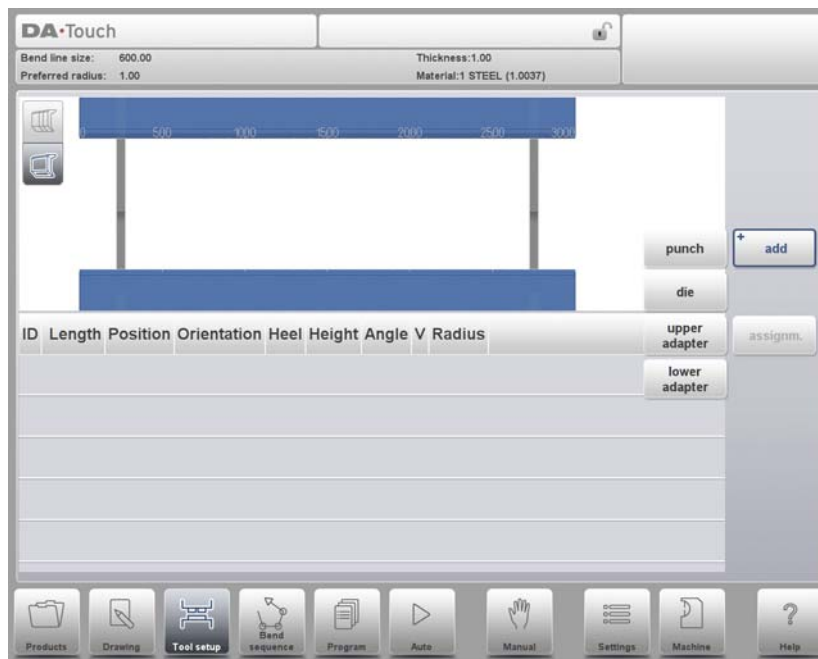 DA·Touch
Bend line size: 600.00 Thickness:1.00
Preferred radius: 1.00 Material:1 STEEL (1.0037)
0 500 1000 1500 2000 2500 3000
punch + add
die
ID Length Position Orientation Heel Height Angle V Radius
upper
adapter
assignm.
lower
adapter
Products Drawing Tool setup Bend
sequence Program Auto Manual Settings Machine ? Help